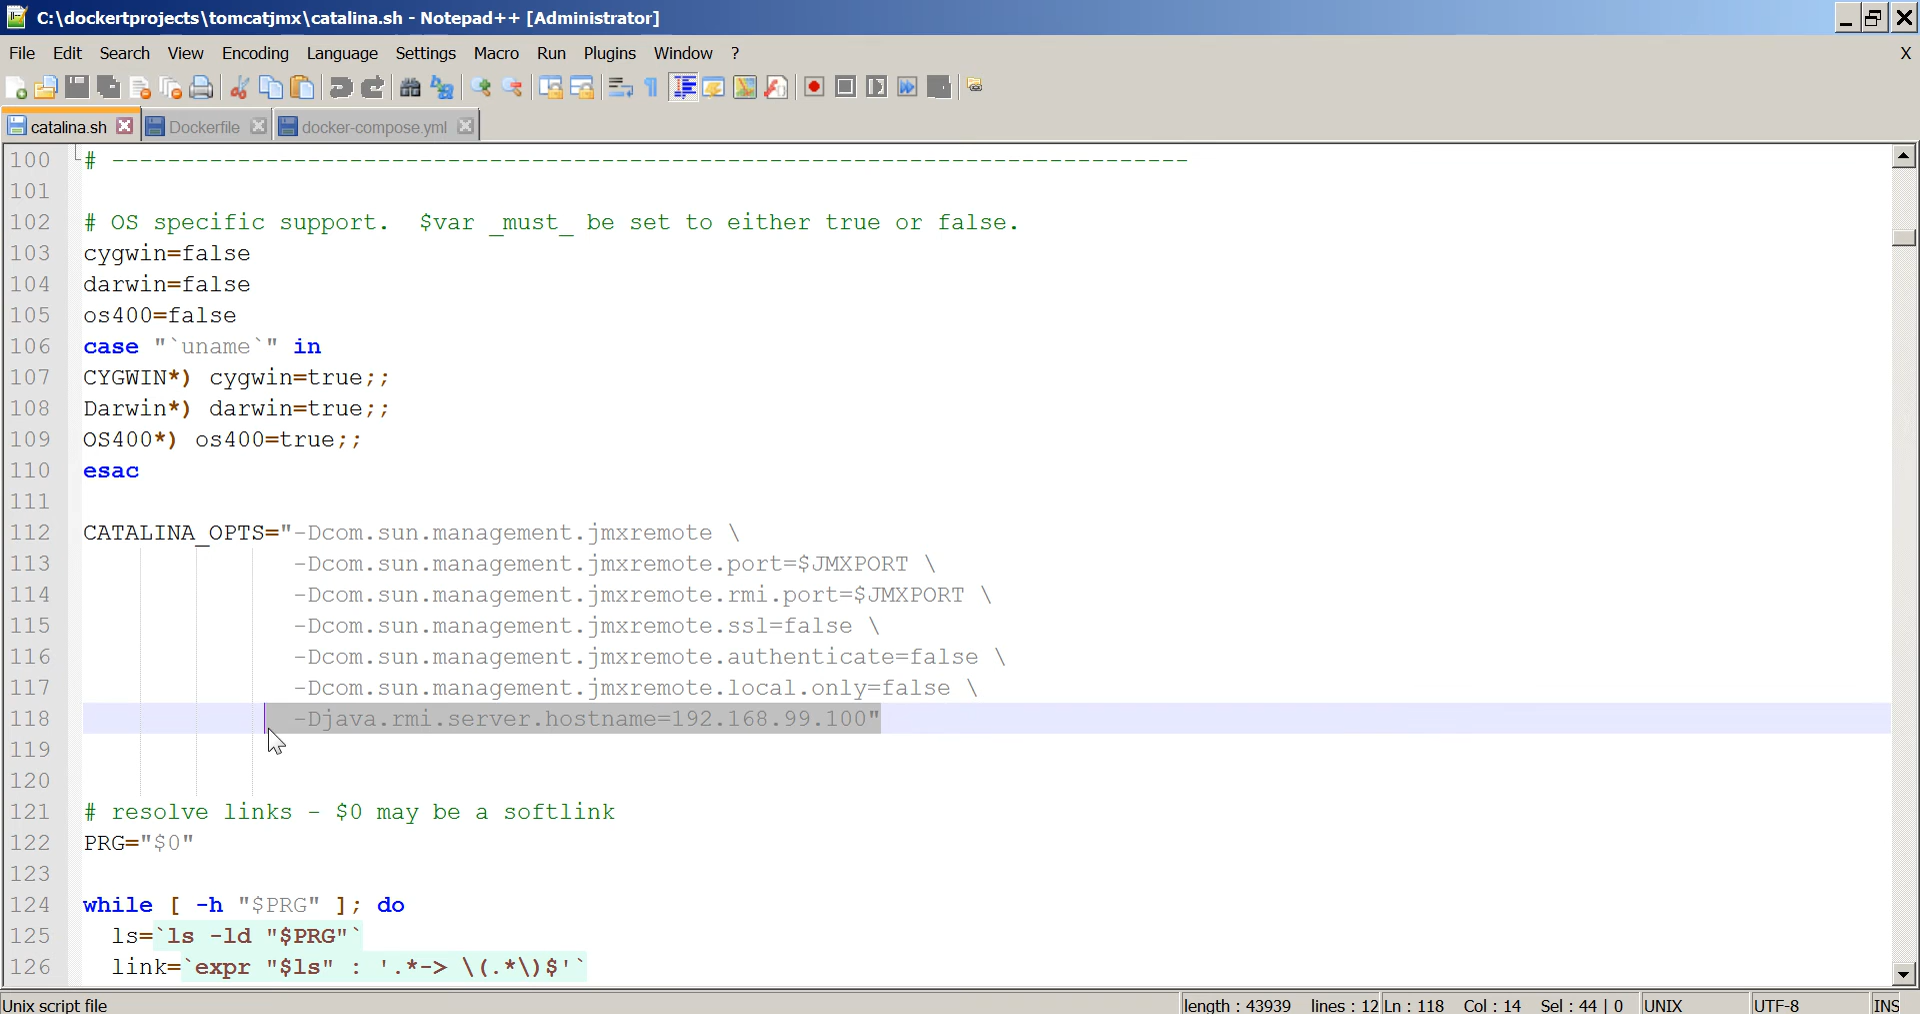 C:\dockertprojects\tomcatjmx\catalina.sh - Notepad++ [Administrator]
File Edit Search View Encoding Language Settings Macro Run Plugins Window ? X
catalina.sh Dockerfile docker-compose.yml
100 # -----------------------------------------------------------------------------
101
102 # OS specific support.  $var _must_ be set to either true or false.
103 cygwin=false
104 darwin=false
105 os400=false
106 case "`uname`" in
107 CYGWIN*) cygwin=true;;
108 Darwin*) darwin=true;;
109 OS400*) os400=true;;
110 esac
111
112 CATALINA_OPTS="-Dcom.sun.management.jmxremote \
113 -Dcom.sun.management.jmxremote.port=$JMXPORT \
114 -Dcom.sun.management.jmxremote.rmi.port=$JMXPORT \
115 -Dcom.sun.management.jmxremote.ssl=false \
116 -Dcom.sun.management.jmxremote.authenticate=false \
117 -Dcom.sun.management.jmxremote.local.only=false \
118 -Djava.rmi.server.hostname=192.168.99.100"
119
120
121 # resolve links - $0 may be a softlink
122 PRG="$0"
123
124 while [ -h "$PRG" ]; do
125 ls=`ls -ld "$PRG"`
126 link=`expr "$ls" : '.*-> \(.*\)$'`
Unix script file length : 43939 lines : 12 Ln : 118 Col : 14 Sel : 44 | 0 UNIX UTF-8 INS